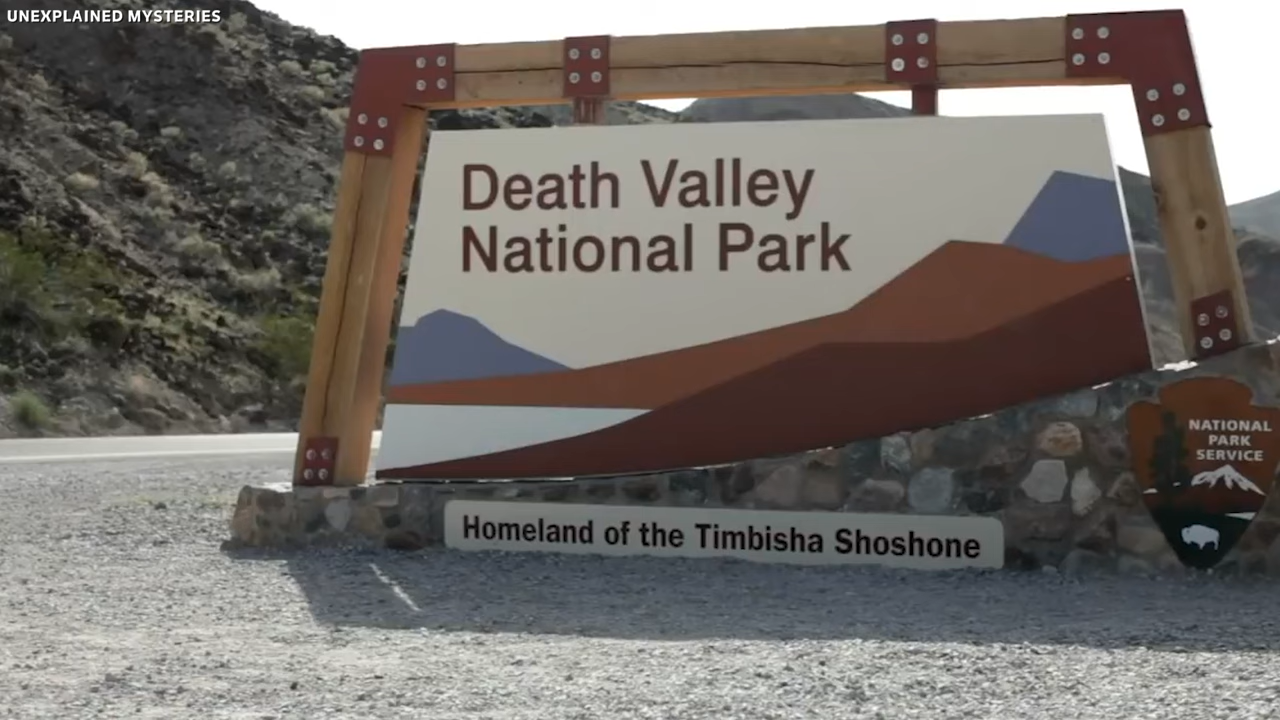 UNEXPLAINED MYSTERIES
Death Valley
National Park
NATIONAL
PARK
SERVICE
Homeland of the Timbisha Shoshone